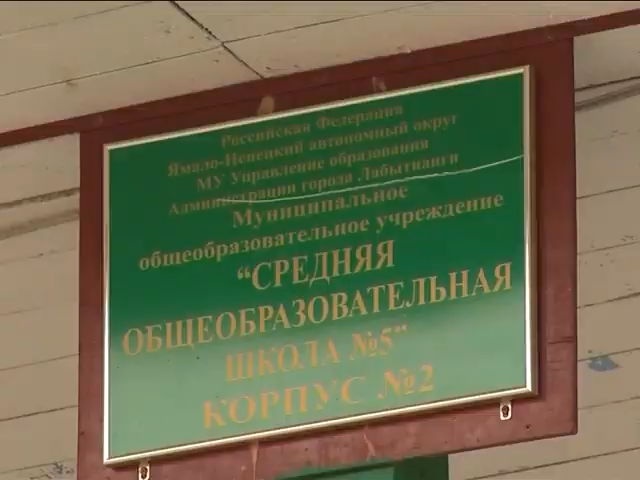 Российская Федерация
Ямало-Ненецкий автономный округ
МУ Управление образования
Администрации города Лабытнанги
Муниципальное
общеобразовательное учреждение
“СРЕДНЯЯ
ОБЩЕОБРАЗОВАТЕЛЬНАЯ
ШКОЛА №5”
КОРПУС №2